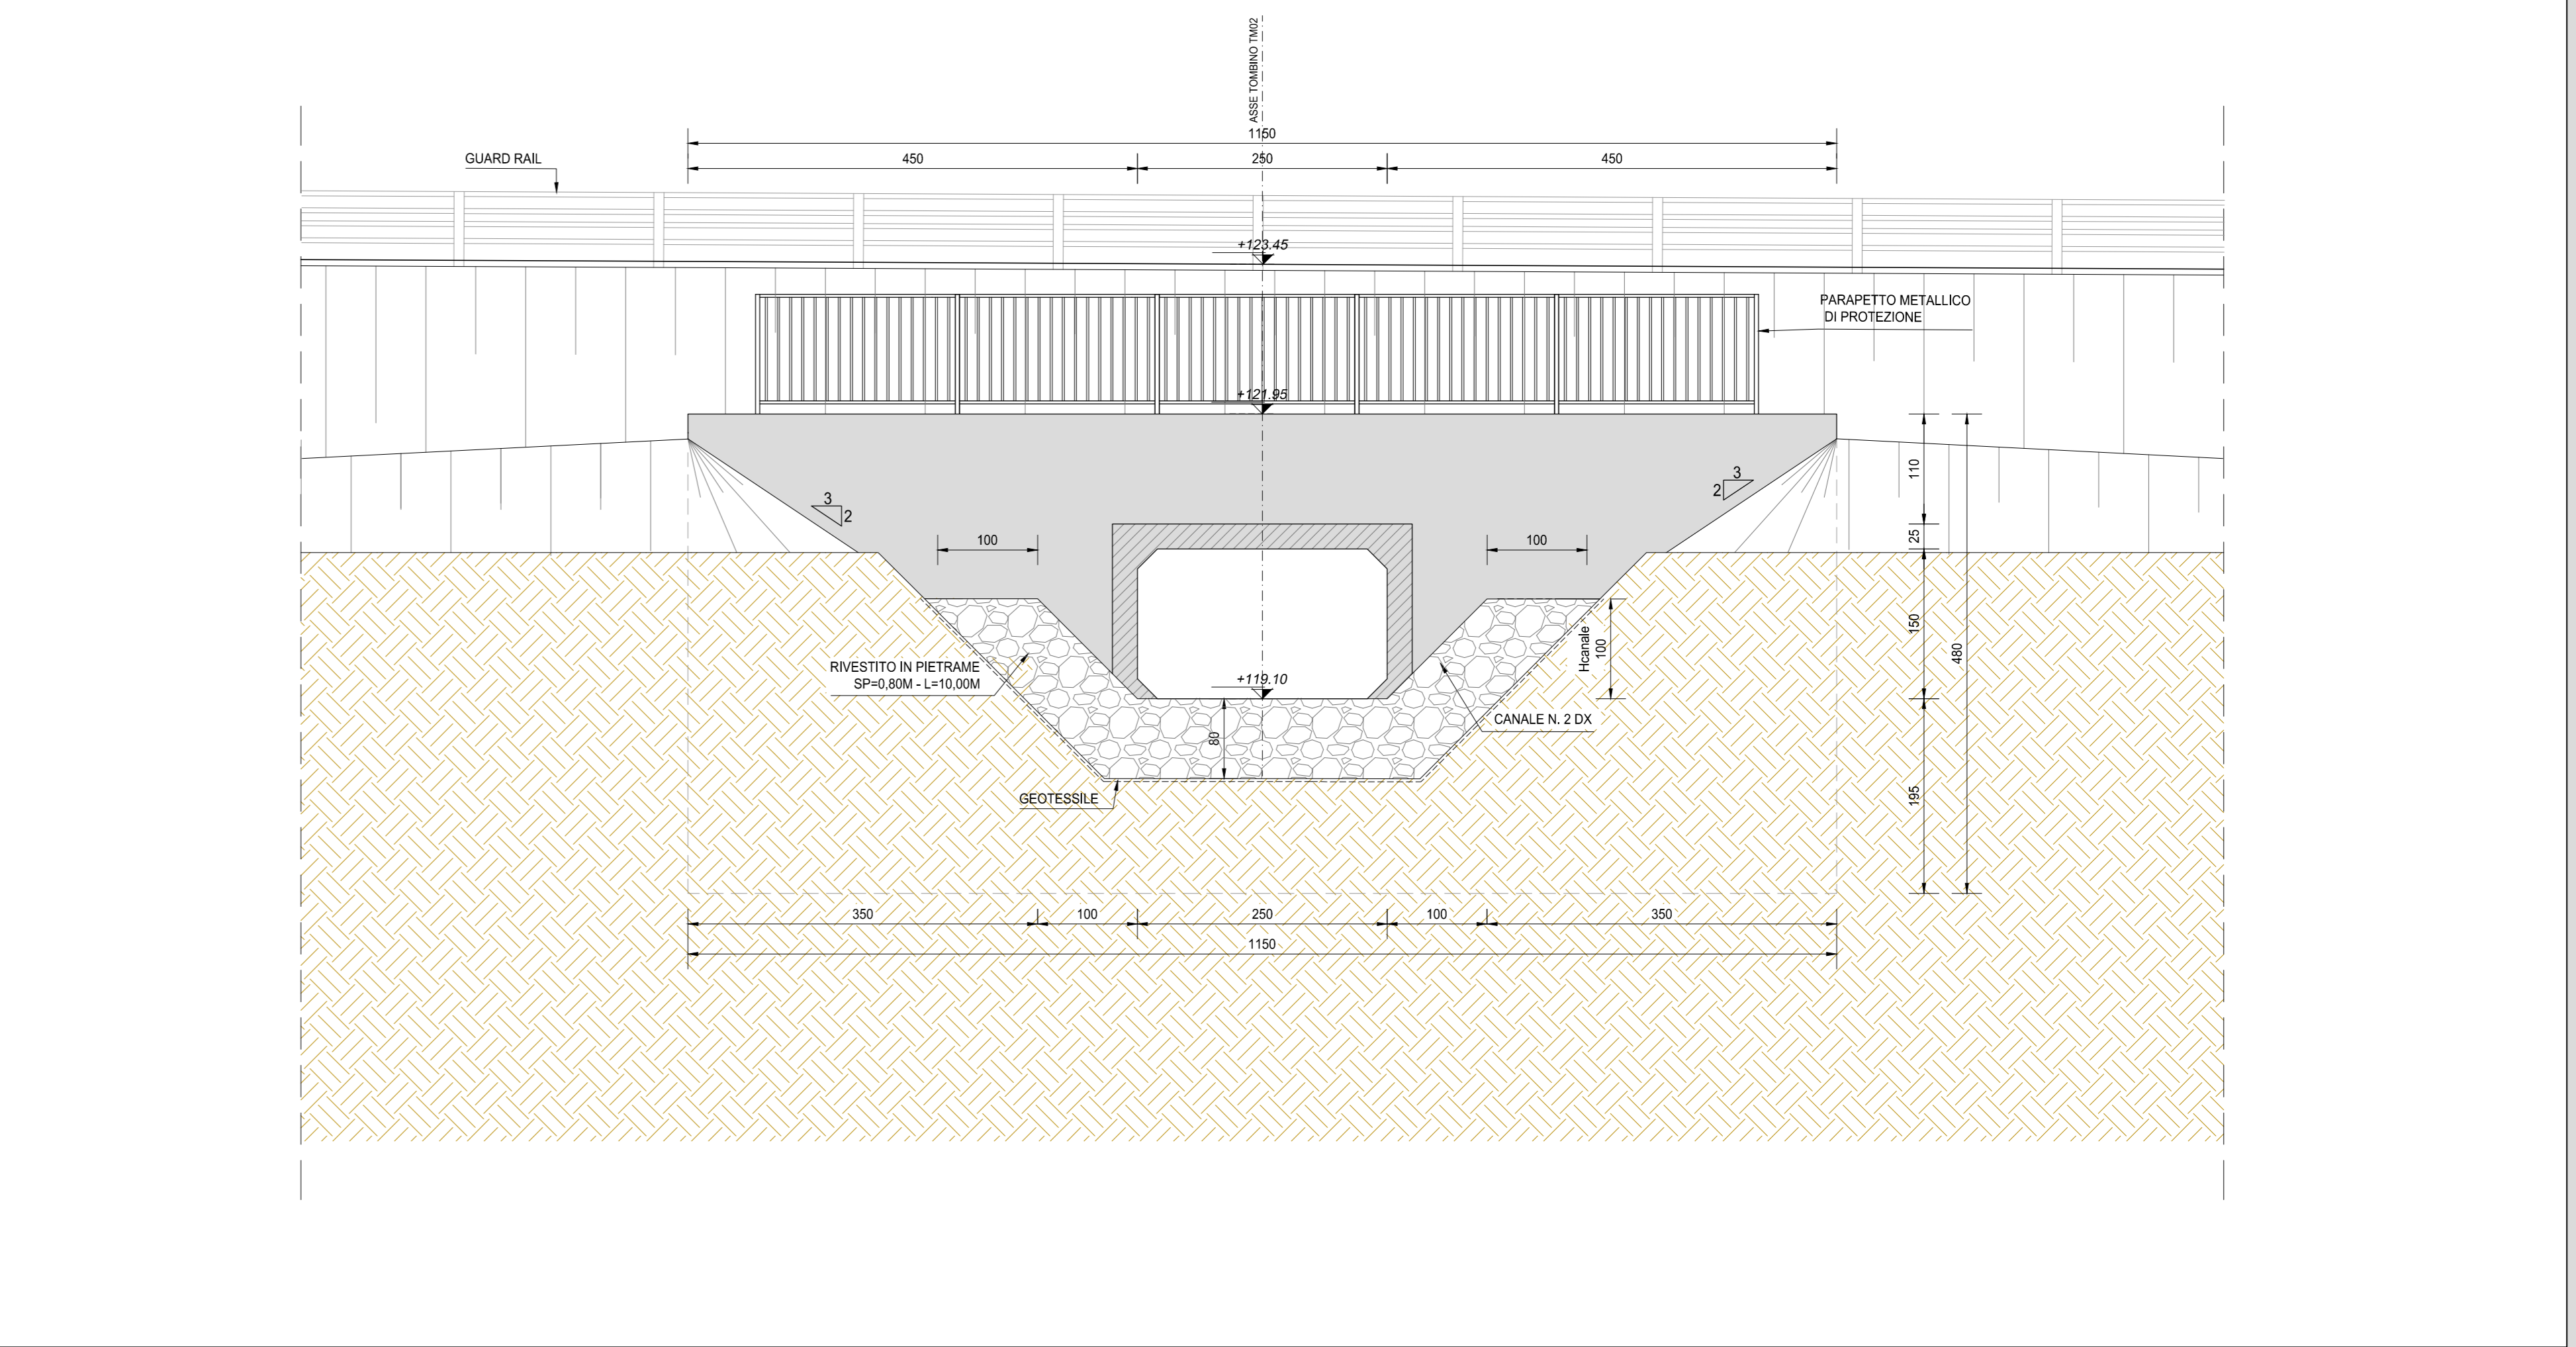 ASSE TOMBINO TM02
1150
450
250
450
GUARD RAIL
+123.45
PARAPETTO METALLICO
DI PROTEZIONE
+121.95
3
2
3
2
110
25
150
195
480
100
100
Hcanale
100
RIVESTITO IN PIETRAME
SP=0,80M - L=10,00M
+119.10
CANALE N. 2 DX
80
GEOTESSILE
350
100
250
100
350
1150